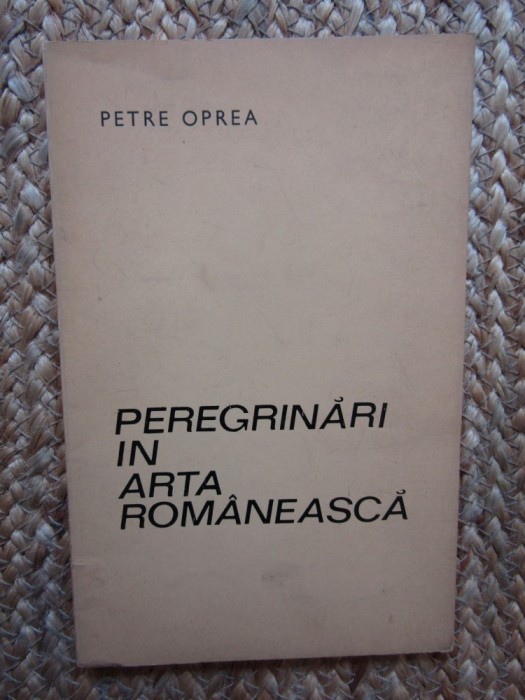 PETRE OPREA
PEREGRINĂRI
IN
ARTA
ROMÂNEASCĂ